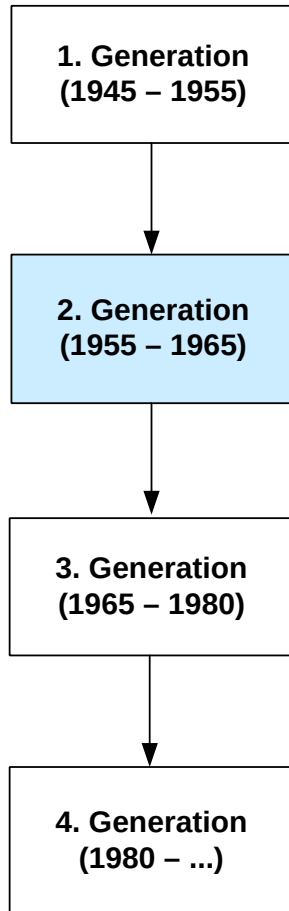 1. Generation
(1945 – 1955)
2. Generation
(1955 – 1965)
3. Generation
(1965 – 1980)
4. Generation
(1980 – ...)